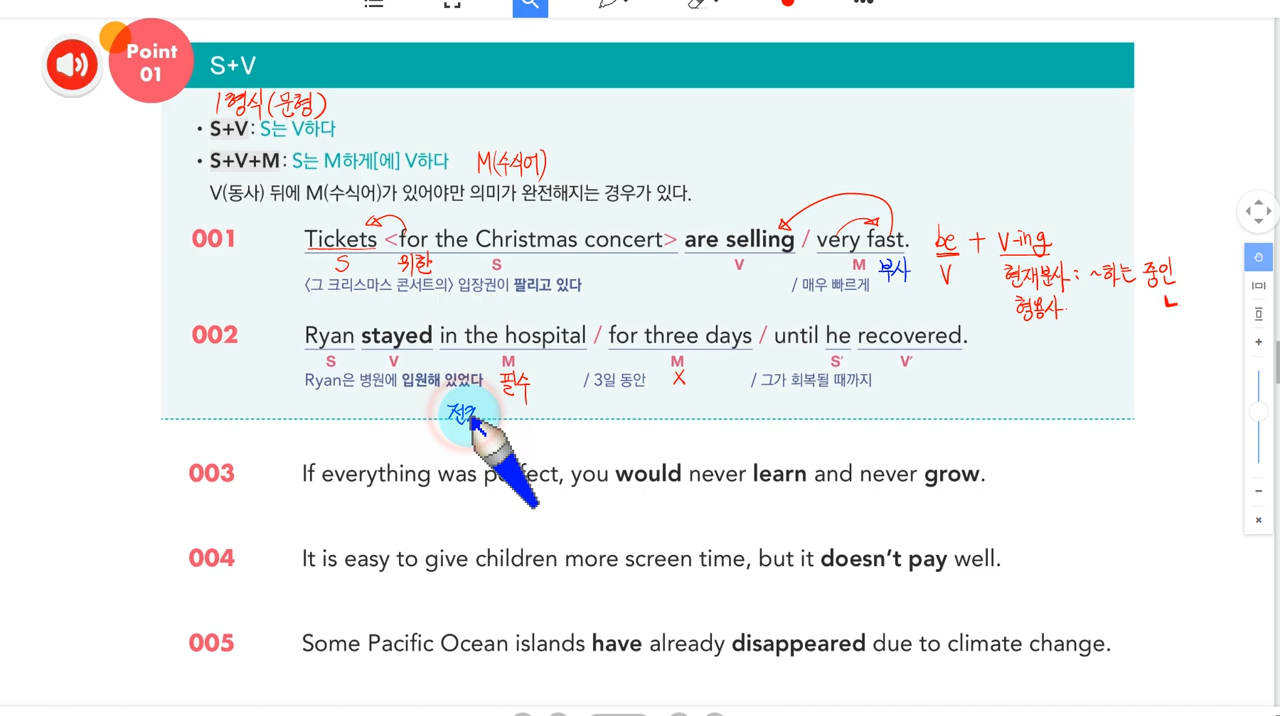 Point
01
S+V
1형식(문형)
• S+V: S는 V하다
• S+V+M: S는 M하게[에] V하다 M(수식어)
V(동사) 뒤에 M(수식어)가 있어야만 의미가 완전해지는 경우가 있다.
001 Tickets <for the Christmas concert> are selling / very fast. be + v-ing
S 위한 S V M 부사 V 현재분사: ~하는 중인
〈그 크리스마스 콘서트의〉 입장권이 팔리고 있다 / 매우 빠르게 형용사
002 Ryan stayed in the hospital / for three days / until he recovered.
S V M M S′ V′
Ryan은 병원에 입원해 있었다 필수 / 3일 동안 X / 그가 회복될 때까지
003 If everything was perfect, you would never learn and never grow.
004 It is easy to give children more screen time, but it doesn't pay well.
005 Some Pacific Ocean islands have already disappeared due to climate change.